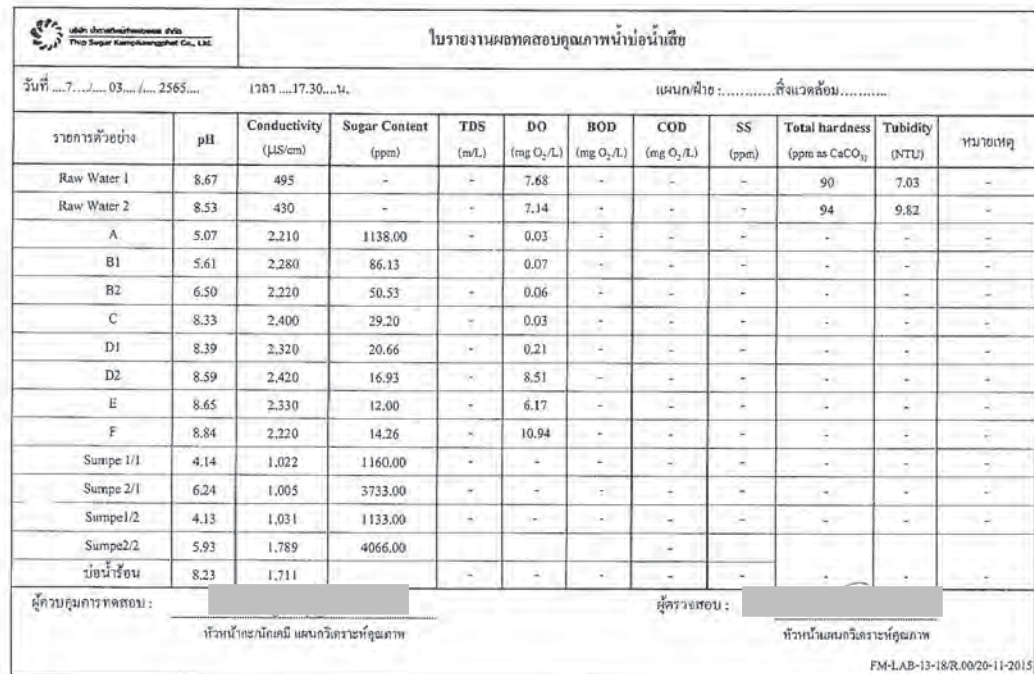 บริษัท ทิพย์กำแพงเพชร จำกัด
Thip Sugar Kamphaengphet Co., Ltd.
ใบรายงานผลทดสอบคุณภาพน้ำบ่อน้ำเสีย
วันที่ ....7..../.... 03..../.... 2565.... เวลา ....17.30....น. แผนก/ฝ่าย :............สิ่งแวดล้อม...........
รายการตัวอย่าง pH Conductivity (µS/cm) Sugar Content (ppm) TDS (m/L) DO (mg O₂/L) BOD (mg O₂/L) COD (mg O₂/L) SS (ppm) Total hardness (ppm as CaCO₃) Tubidity (NTU) หมายเหตุ
Raw Water 1 8.67 495 - - 7.68 - - - 90 7.03 -
Raw Water 2 8.53 430 - - 7.14 - - - 94 9.82 -
A 5.07 2,210 1138.00 - 0.03 - - - - - -
B1 5.61 2,280 86.13 - 0.07 - - - - - -
B2 6.50 2,220 50.53 - 0.06 - - - - - -
C 8.33 2,400 29.20 - 0.03 - - - - - -
D1 8.39 2,320 20.66 - 0.21 - - - - - -
D2 8.59 2,420 16.93 - 8.51 - - - - - -
E 8.65 2,330 12.00 - 6.17 - - - - - -
F 8.84 2,220 14.26 - 10.94 - - - - - -
Sumpe 1/1 4.14 1,022 1160.00 - - - - - - - -
Sumpe 2/1 6.24 1,005 3733.00 - - - - - - - -
Sumpe1/2 4.13 1,031 1133.00 - - - - - - - -
Sumpe2/2 5.93 1,789 4066.00 -
บ่อน้ำร้อน 8.23 1,711 - - - - - - - -
ผู้ควบคุมการทดสอบ : ผู้ตรวจสอบ :
หัวหน้ากะ/นักเคมี แผนกวิเคราะห์คุณภาพ หัวหน้าแผนกวิเคราะห์คุณภาพ
FM-LAB-13-18/R.00/20-11-2015